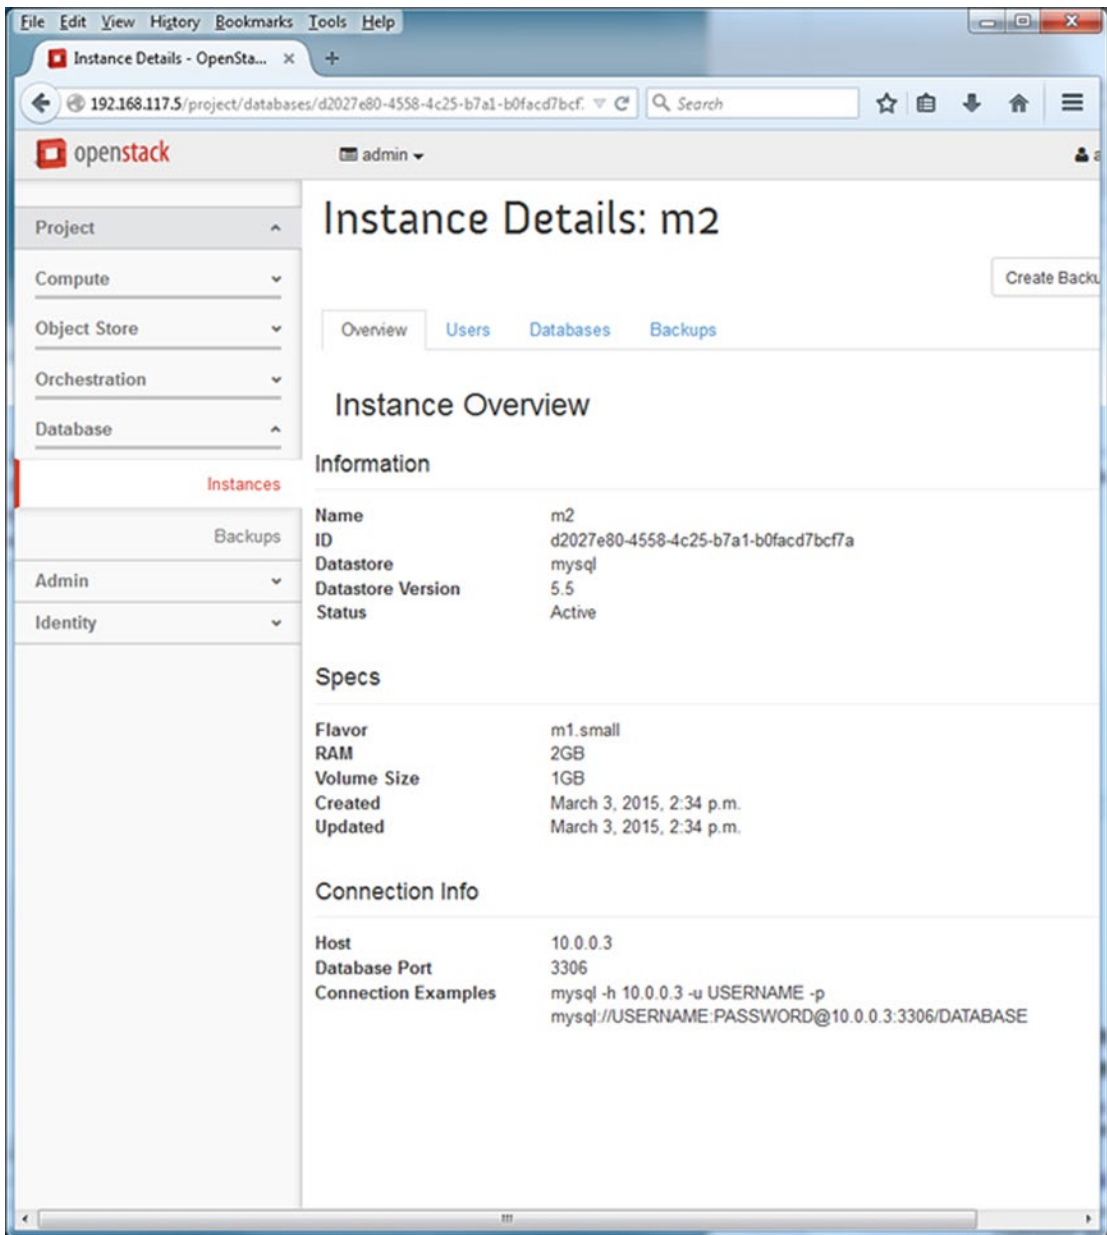 File Edit View History Bookmarks Tools Help
Instance Details - OpenSta... × +
192.168.117.5/project/databases/d2027e80-4558-4c25-b7a1-b0facd7bcf. Search
openstack admin
Project
Compute
Object Store
Orchestration
Database
Instances
Backups
Admin
Identity
Instance Details: m2
Create Backu
Overview Users Databases Backups
Instance Overview
Information
Name m2
ID d2027e80-4558-4c25-b7a1-b0facd7bcf7a
Datastore mysql
Datastore Version 5.5
Status Active
Specs
Flavor m1.small
RAM 2GB
Volume Size 1GB
Created March 3, 2015, 2:34 p.m.
Updated March 3, 2015, 2:34 p.m.
Connection Info
Host 10.0.0.3
Database Port 3306
Connection Examples mysql -h 10.0.0.3 -u USERNAME -p
mysql://USERNAME:PASSWORD@10.0.0.3:3306/DATABASE